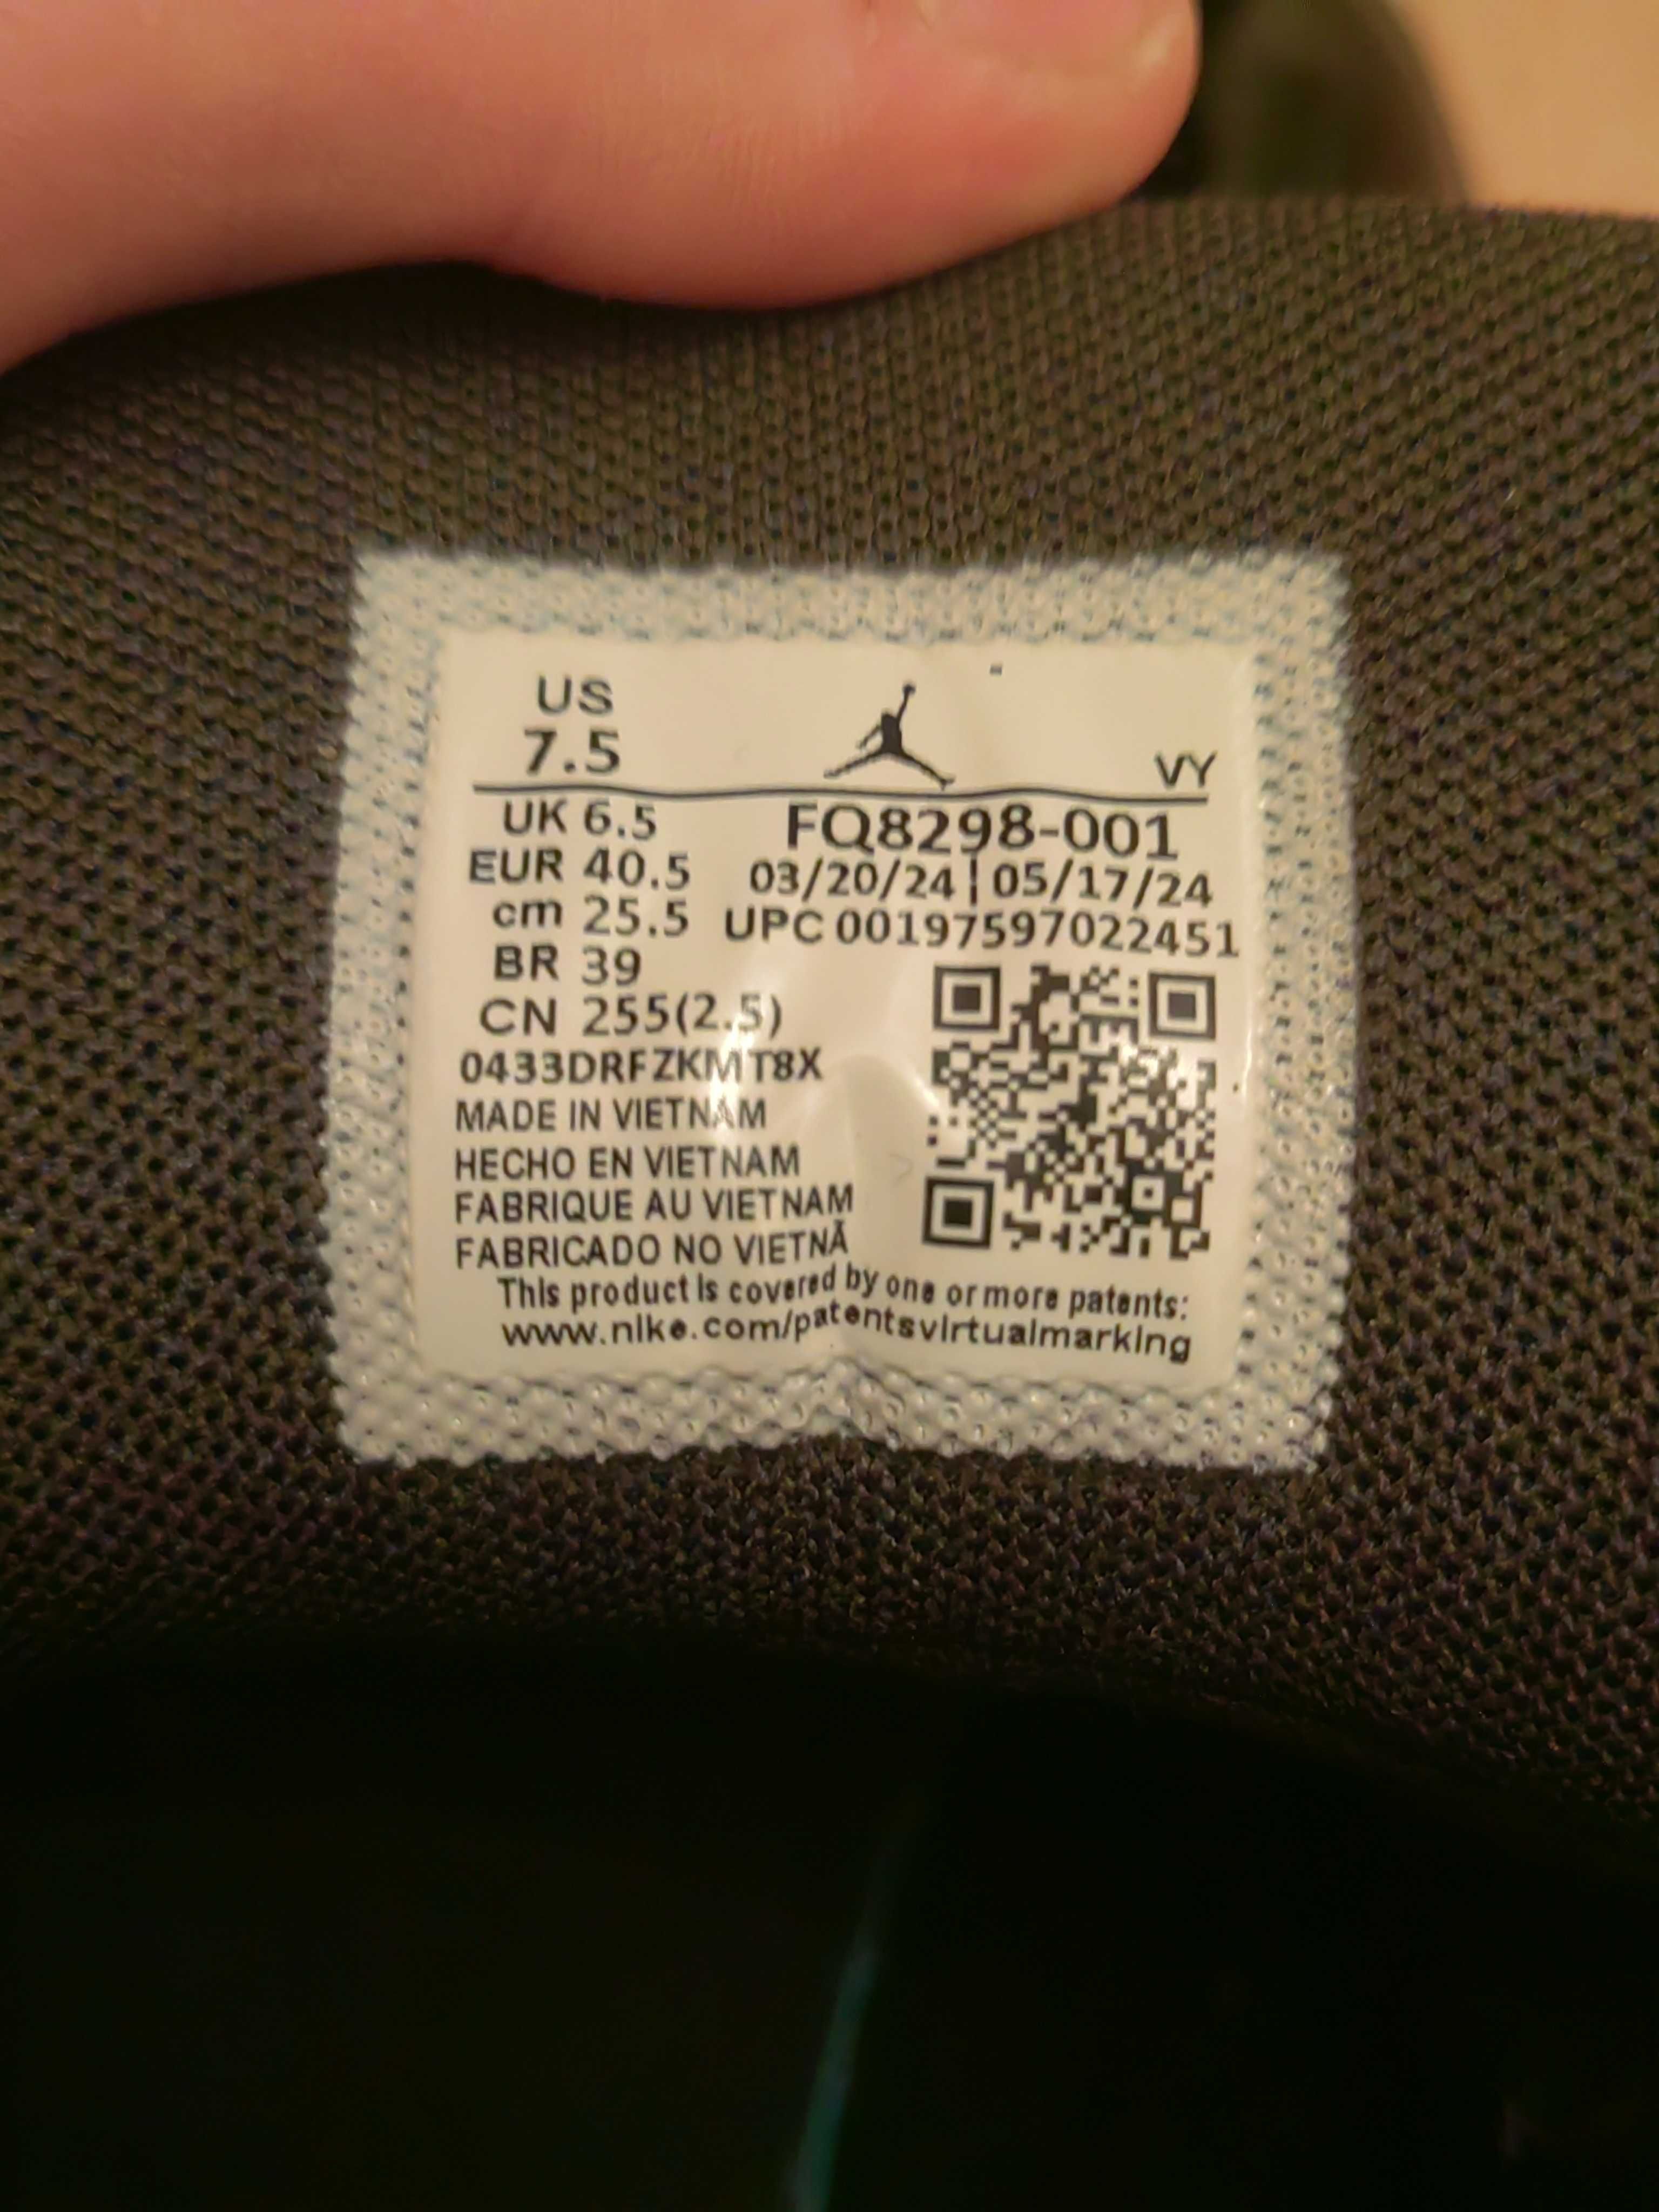 US
7.5
VY
UK 6.5
EUR 40.5
cm 25.5
BR 39
CN 255(2.5)
FQ8298-001
03/20/24 | 05/17/24
UPC 00197597022451
0433DRFZKMT8X
MADE IN VIETNAM
HECHO EN VIETNAM
FABRIQUE AU VIETNAM
FABRICADO NO VIETNÃ
This product is covered by one or more patents:
www.nike.com/patentsvirtualmarking